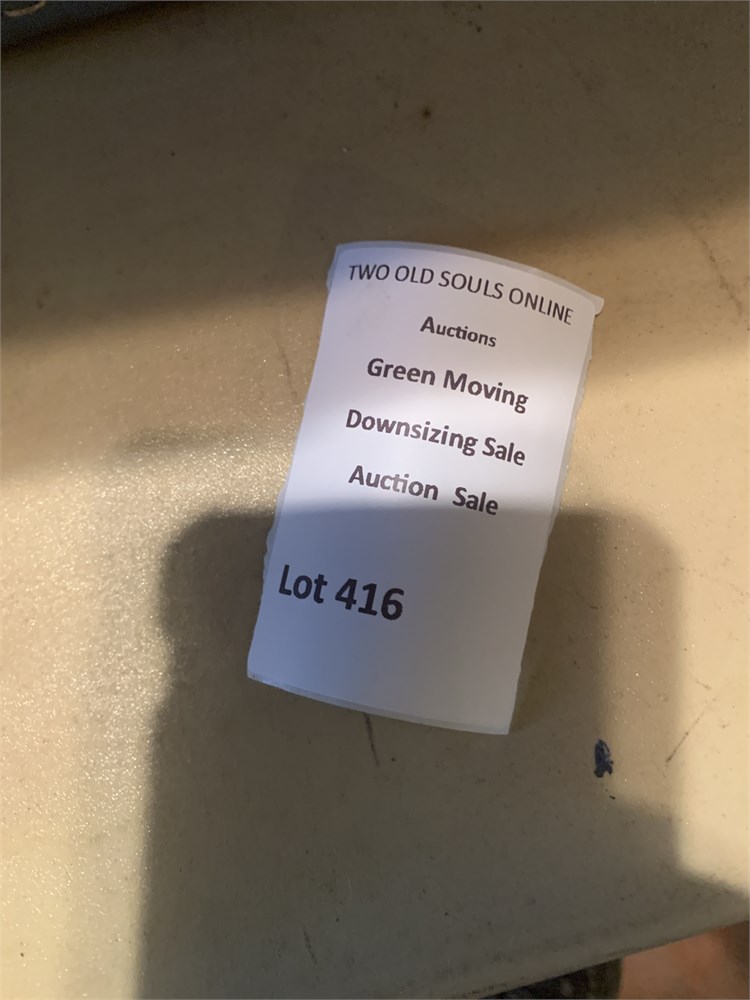 TWO OLD SOULS ONLINE
Auctions
Green Moving
Downsizing Sale
Auction Sale
Lot 416